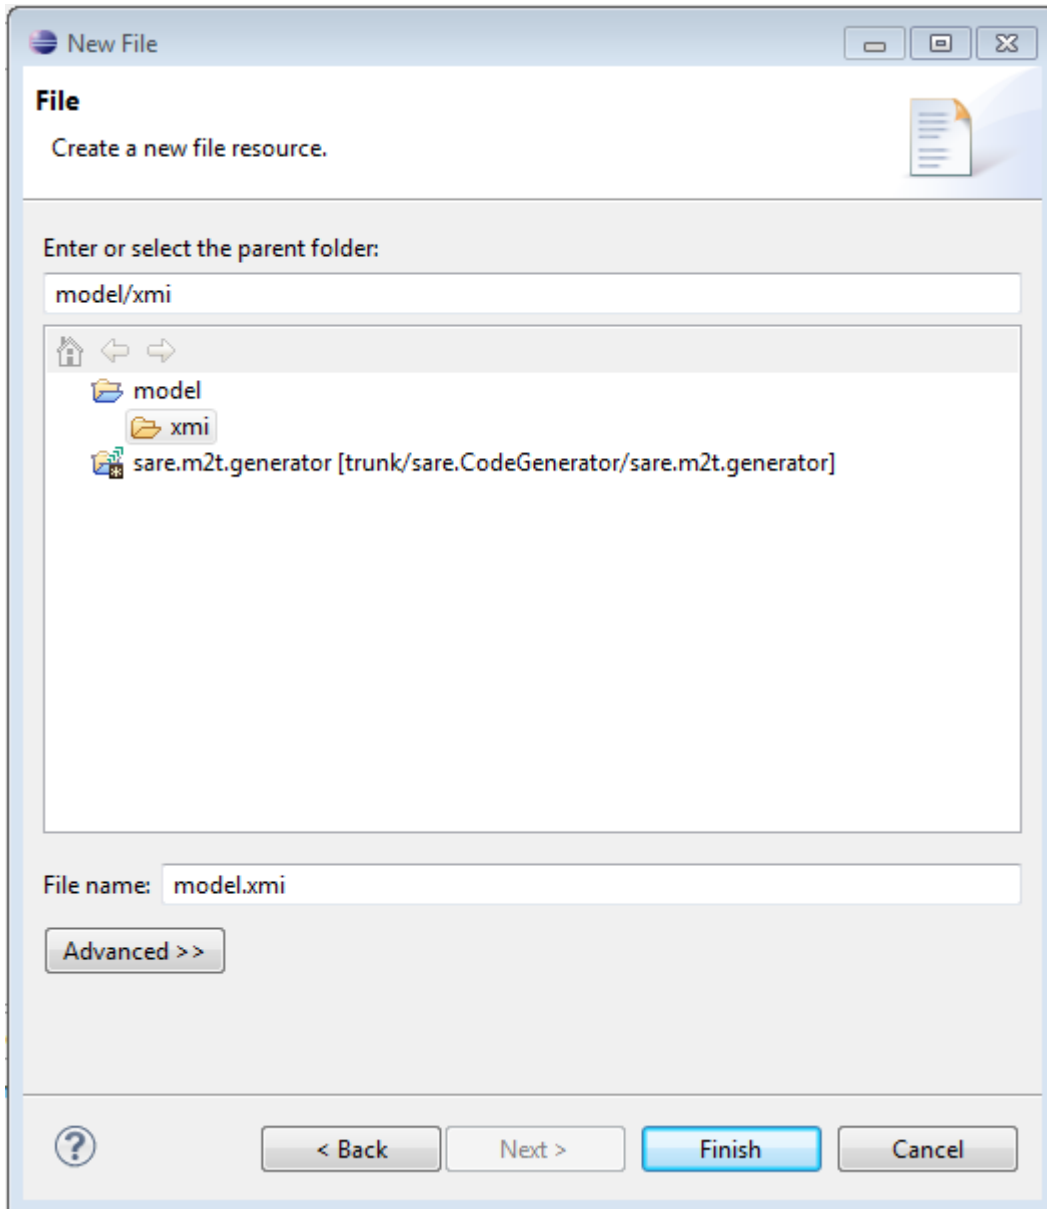 New File
File
Create a new file resource.
Enter or select the parent folder:
model/xmi
model
xmi
sare.m2t.generator [trunk/sare.CodeGenerator/sare.m2t.generator]
File name: model.xmi
Advanced >>
? < Back Next > Finish Cancel